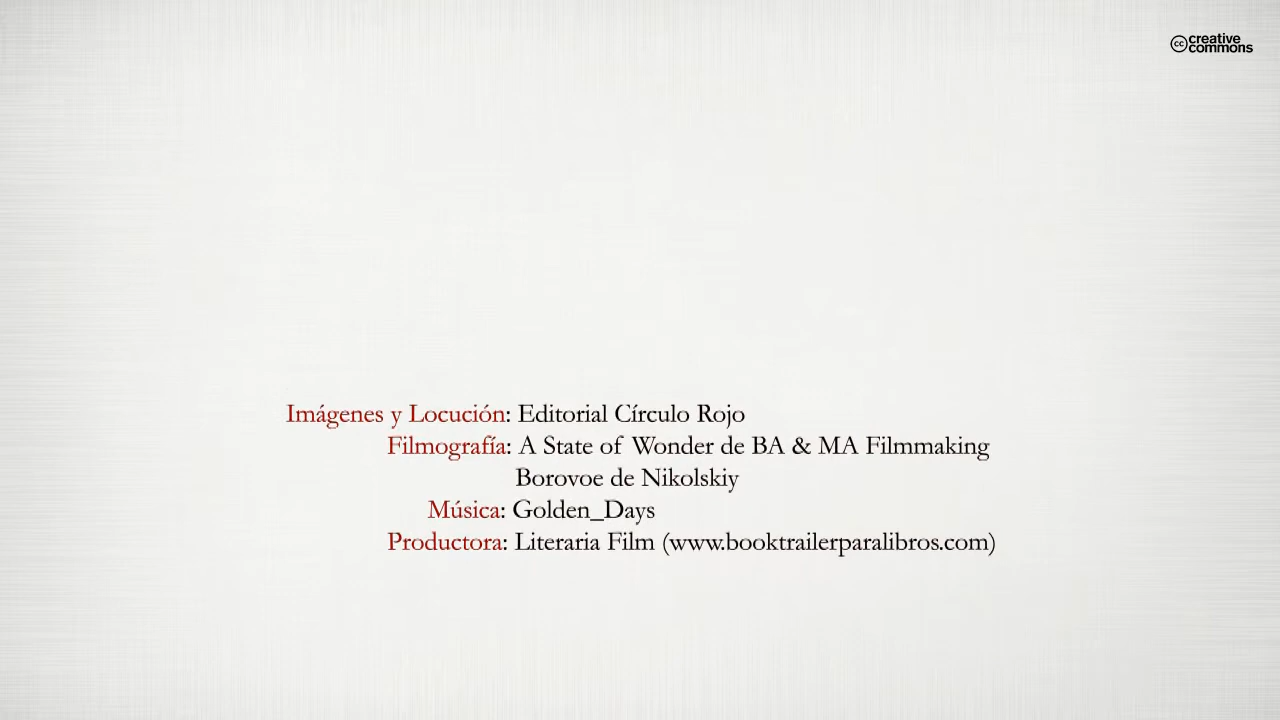 cc creative
commons
Imágenes y Locución: Editorial Círculo Rojo
Filmografía: A State of Wonder de BA & MA Filmmaking
Borovoe de Nikolskiy
Música: Golden_Days
Productora: Literaria Film (www.booktrailerparalibros.com)